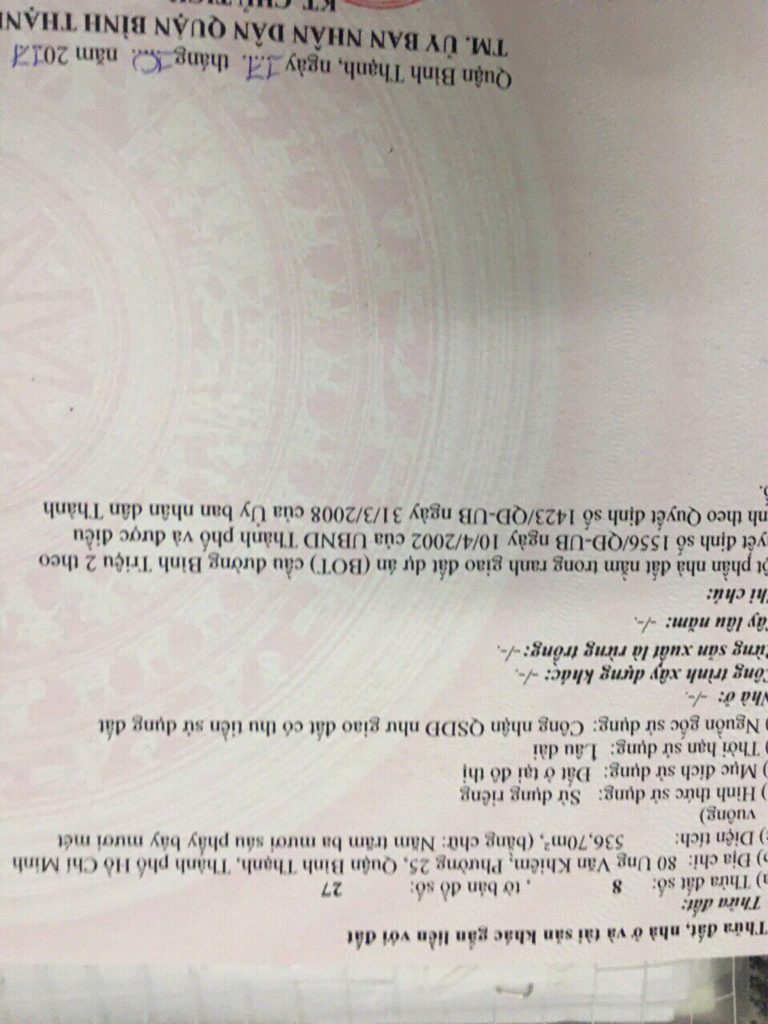 Thửa đất, nhà ở và tài sản khác gắn liền với đất
Thửa đất:
a) Thửa đất số: 8 , tờ bản đồ số: 27
b) Địa chỉ: 80 Ung Văn Khiêm, Phường 25, Quận Bình Thạnh, Thành phố Hồ Chí Minh
c) Diện tích: 536,70m², (bằng chữ: Năm trăm ba mươi sáu phẩy bảy mươi mét
vuông)
) Hình thức sử dụng: Sử dụng riêng
) Mục đích sử dụng: Đất ở tại đô thị
) Thời hạn sử dụng: Lâu dài
) Nguồn gốc sử dụng: Công nhận QSDĐ như giao đất có thu tiền sử dụng đất
Nhà ở: -/-.
Công trình xây dựng khác: -/-.
Rừng sản xuất là rừng trồng: -/-.
Cây lâu năm: -/-.
Ghi chú:
ột phần nhà đất nằm trong ranh giao đất dự án (BOT) cầu đường Bình Triệu 2 theo
yết định số 1556/QĐ-UB ngày 10/4/2002 của UBND Thành phố và được điều
nh theo Quyết định số 1423/QĐ-UB ngày 31/3/2008 của Ủy ban nhân dân Thành
ố.
Quận Bình Thạnh, ngày 17. tháng 10. năm 2017
TM. ỦY BAN NHÂN DÂN QUẬN BÌNH THẠNH
KT. CHỦ TỊCH